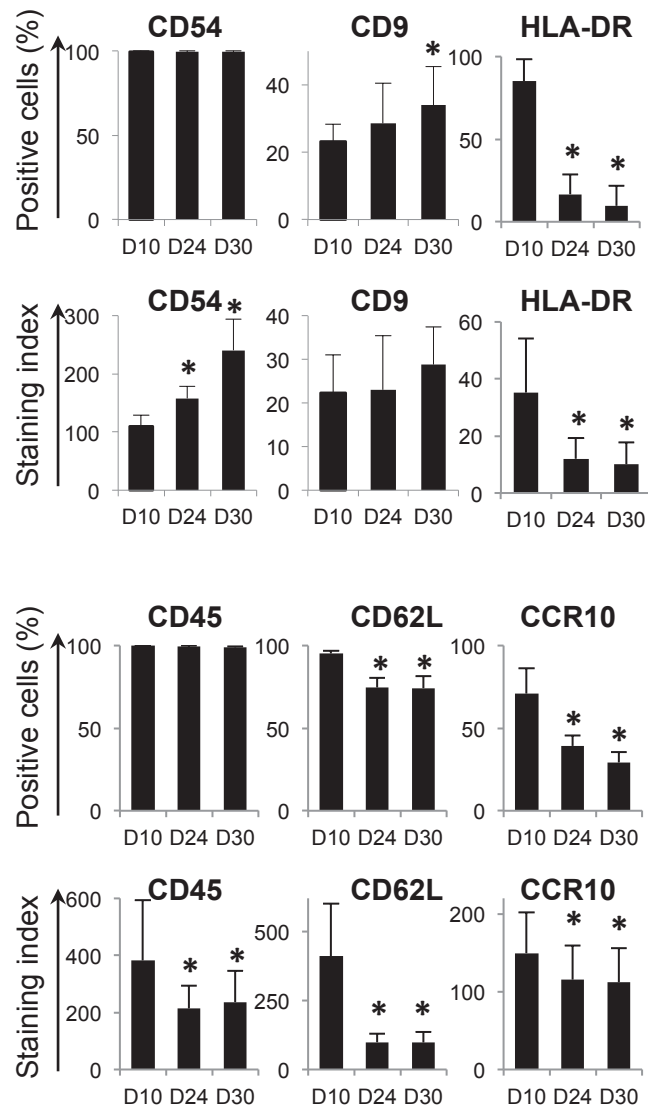 CD54 CD9 HLA-DR
Positive cells (%)
100
50
0
D10 D24 D30
40
20
0
*
D10 D24 D30
100
50
0
* *
D10 D24 D30
CD54 CD9 HLA-DR
Staining index
300
200
100
0
* *
D10 D24 D30
40
30
20
10
0
D10 D24 D30
60
40
20
0
* *
D10 D24 D30
CD45 CD62L CCR10
Positive cells (%)
100
50
0
D10 D24 D30
100
50
0
* *
D10 D24 D30
100
50
0
* *
D10 D24 D30
CD45 CD62L CCR10
Staining index
600
400
200
0
* *
D10 D24 D30
500
250
0
* *
D10 D24 D30
200
100
0
* *
D10 D24 D30